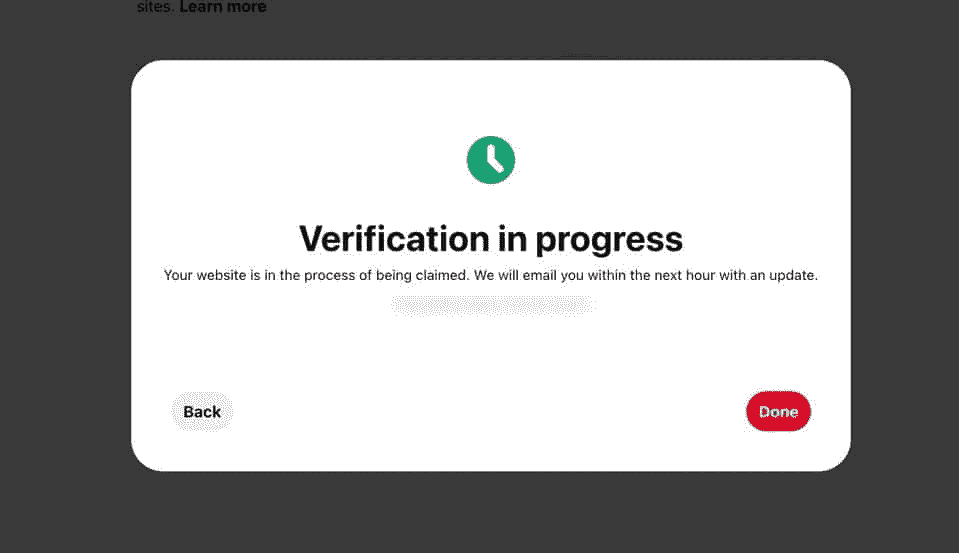 sites. Learn more
Verification in progress
Your website is in the process of being claimed. We will email you within the next hour with an update.
Back
Done